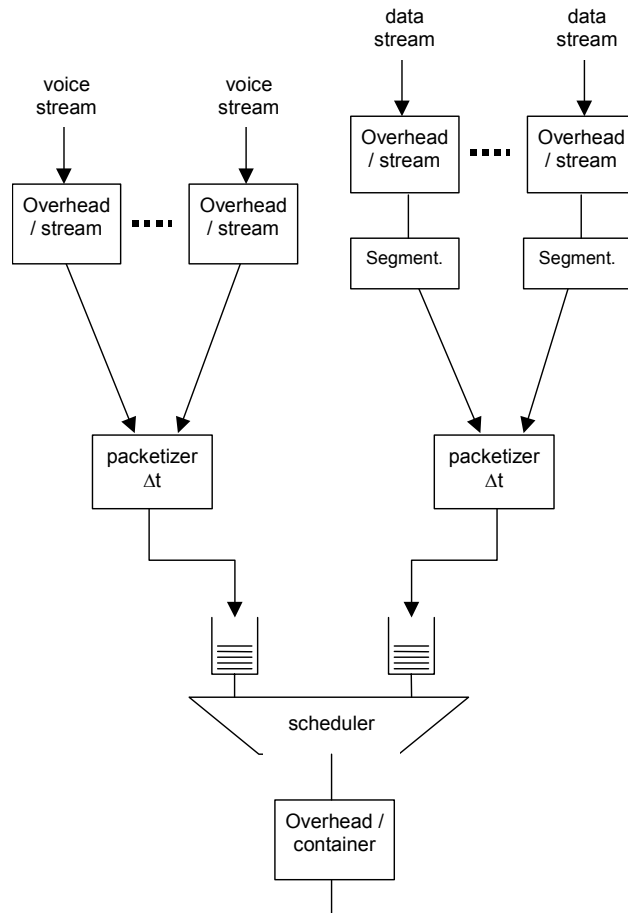 data
stream
data
stream
voice
stream
voice
stream
Overhead
/ stream
Overhead
/ stream
Overhead
/ stream
Overhead
/ stream
Segment.
Segment.
packetizer
Δt
packetizer
Δt
scheduler
Overhead /
container